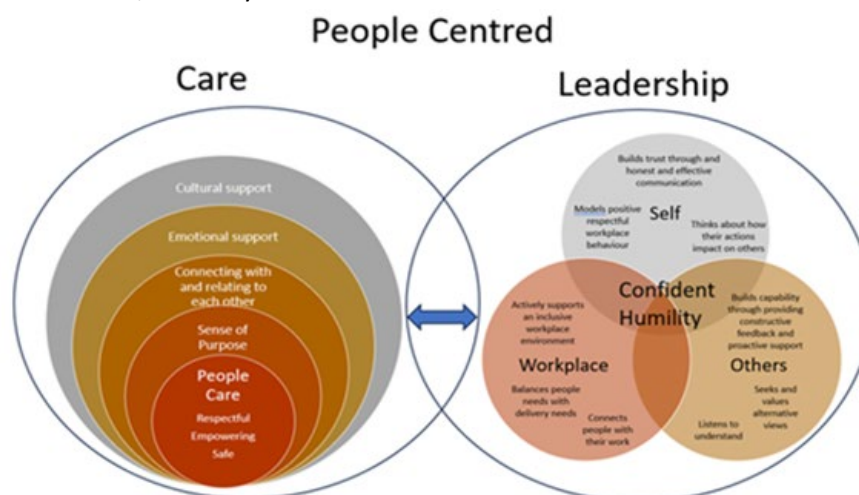 People Centred
Care
Leadership
Cultural support
Emotional support
Connecting with
and relating to
each other
Sense of
Purpose
People
Care
Respectful
Empowering
Safe
Builds trust through and
honest and effective
communication
Models positive
respectful
workplace
behaviour
Self
Thinks about how
their actions
impact on others
Confident
Humility
Actively supports
an inclusive
workplace
environment
Workplace
Balances people
needs with
delivery needs
Connects
people with
their work
Builds capability
through providing
constructive
feedback and
proactive support
Others
Seeks and
values
alternative
views
Listens to
understand